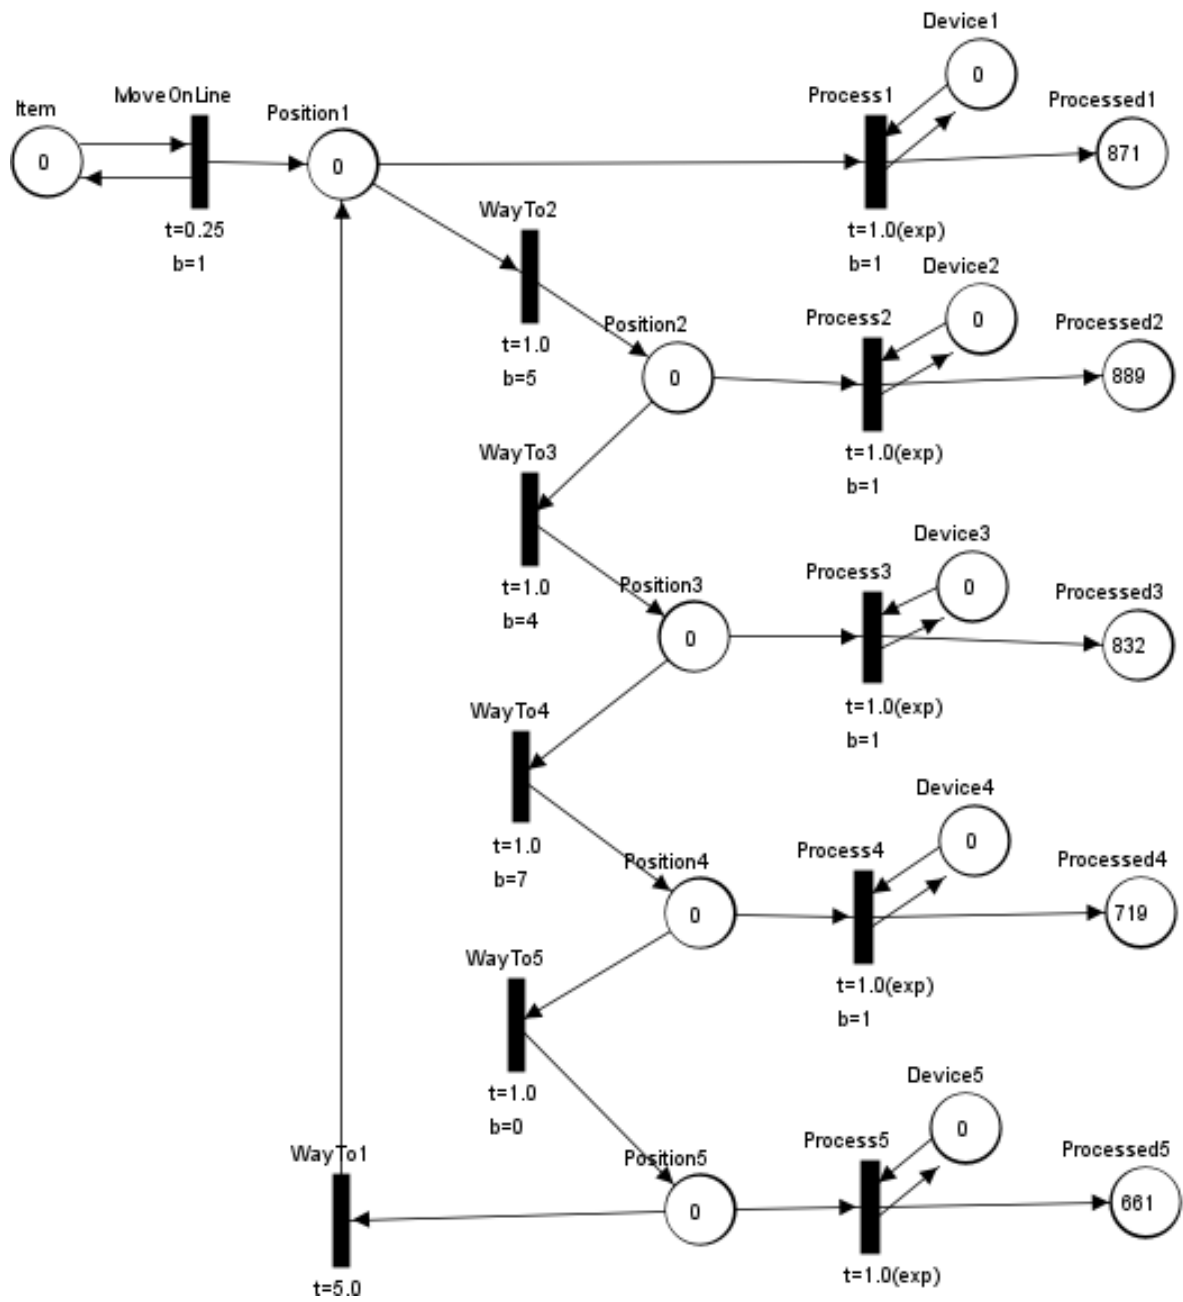 Device1
MoveOnLine
Process1
0
Item
Position1
Processed1
0
0
871
WayTo2
t=0.25
t=1.0(exp)
b=1
b=1
Device2
Position2
Process2
0
Processed2
t=1.0
0
889
b=5
WayTo3
t=1.0(exp)
b=1
Device3
Position3
Process3
0
Processed3
t=1.0
b=4
0
832
WayTo4
t=1.0(exp)
b=1
Device4
Position4
Process4
0
Processed4
t=1.0
b=7
0
719
WayTo5
t=1.0(exp)
b=1
Device5
t=1.0
b=0
Process5
0
WayTo1
Position5
Processed5
0
661
t=5.0
t=1.0(exp)